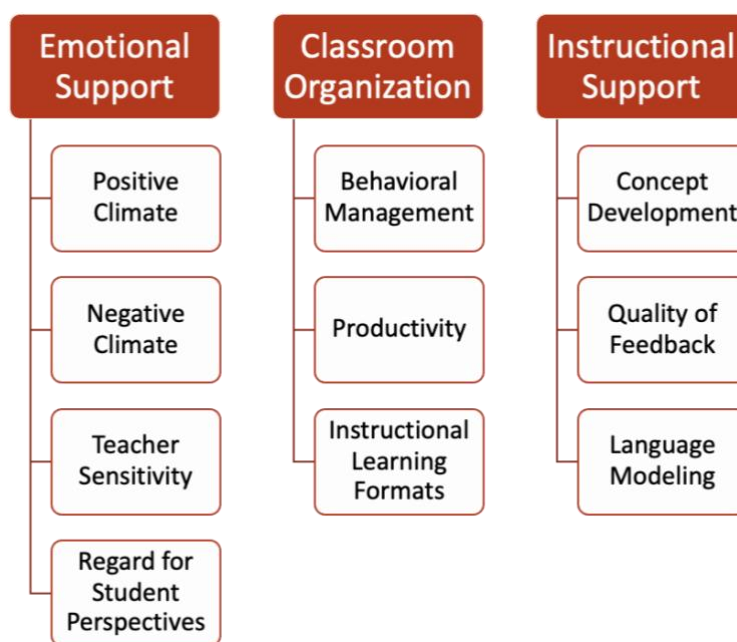 Emotional
Support
Positive
Climate
Negative
Climate
Teacher
Sensitivity
Regard for
Student
Perspectives
Classroom
Organization
Behavioral
Management
Productivity
Instructional
Learning
Formats
Instructional
Support
Concept
Development
Quality of
Feedback
Language
Modeling